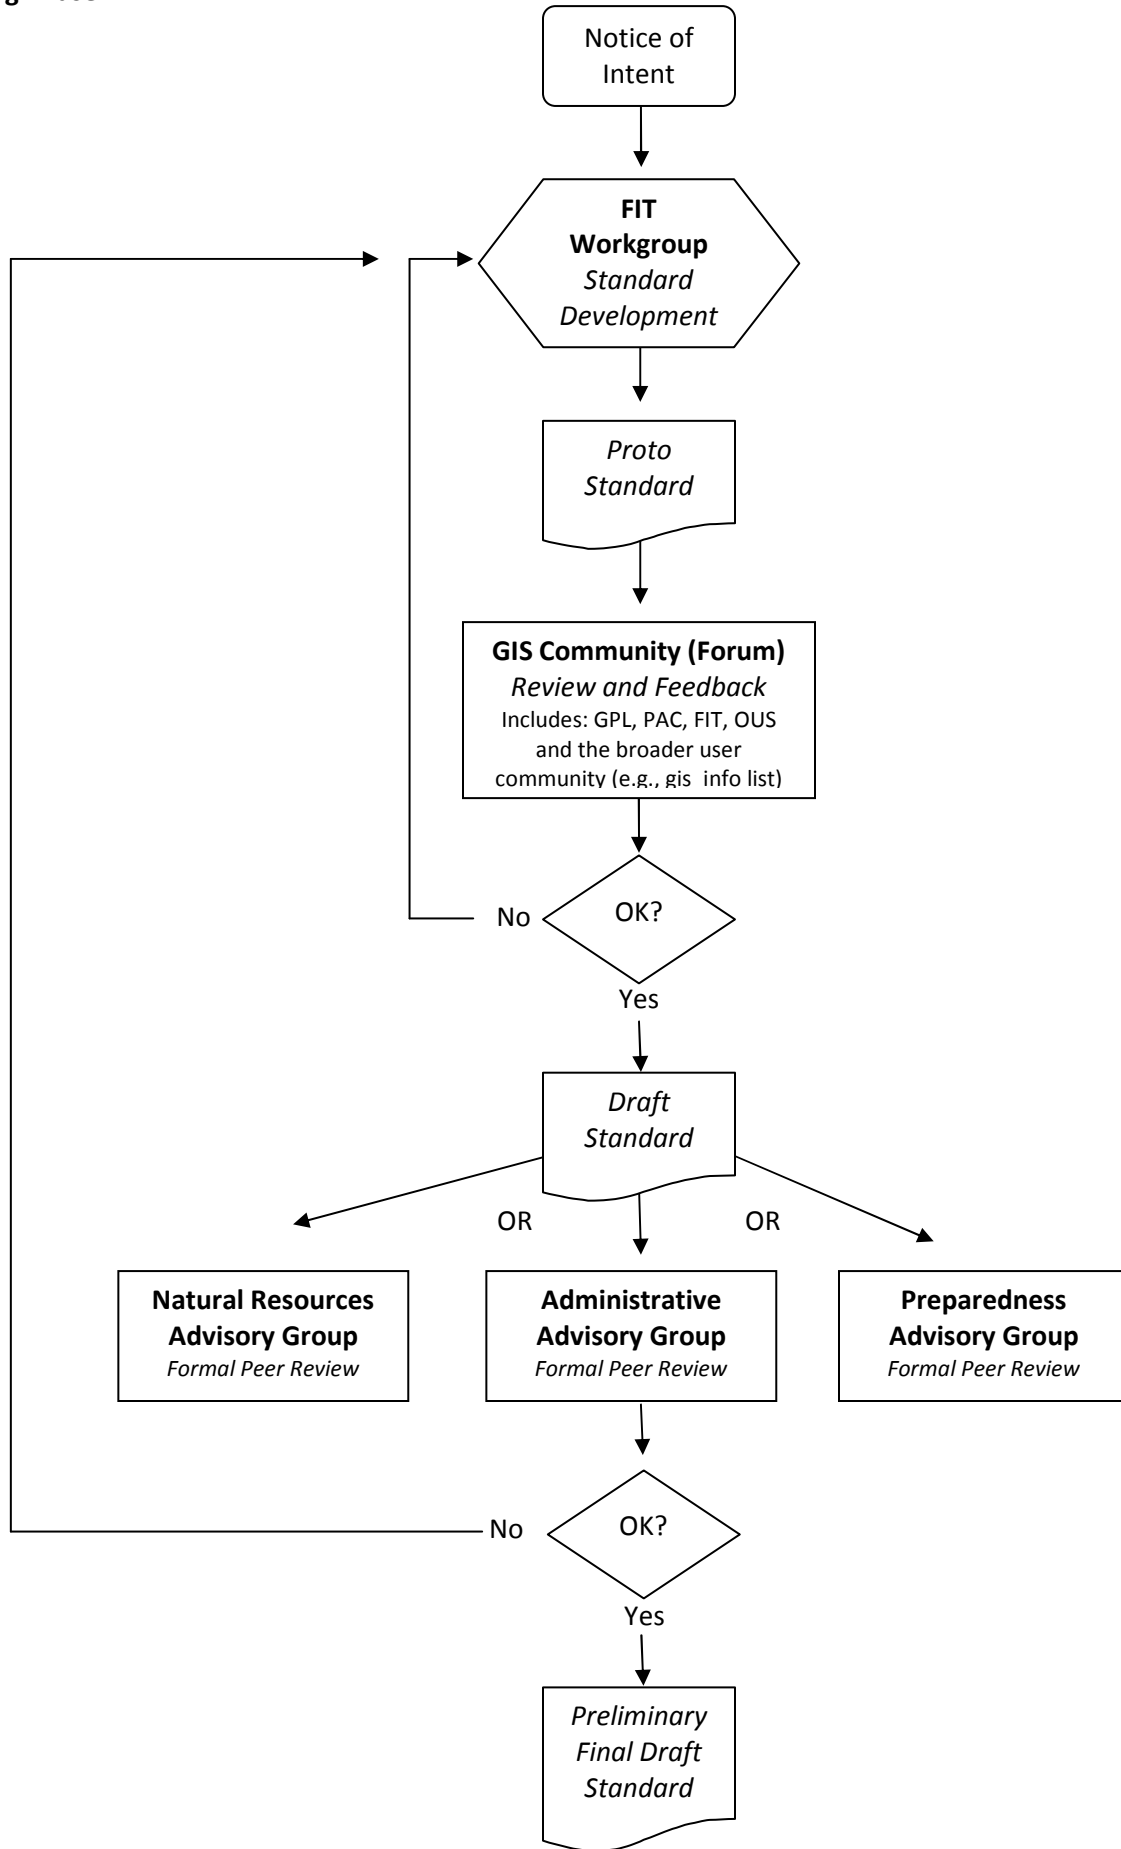 Notice of
Intent
FIT
Workgroup
Standard
Development
Proto
Standard
GIS Community (Forum)
Review and Feedback
Includes: GPL, PAC, FIT, OUS
and the broader user
community (e.g., gis_info list)
No
OK?
Yes
Draft
Standard
OR
OR
Natural Resources
Advisory Group
Formal Peer Review
Administrative
Advisory Group
Formal Peer Review
Preparedness
Advisory Group
Formal Peer Review
No
OK?
Yes
Preliminary
Final Draft
Standard